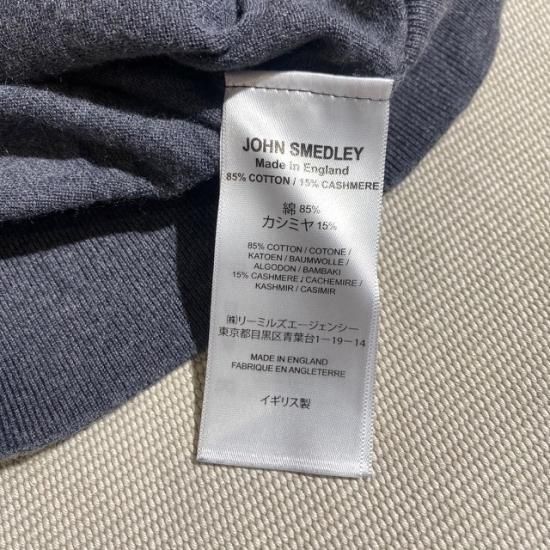 JOHN SMEDLEY
Made in England
85% COTTON / 15% CASHMERE
綿 85%
カシミヤ 15%
85% COTTON / COTONE /
KATOEN / BAUMWOLLE /
ALGODON / BAMBAKI
15% CASHMERE / CACHEMIRE /
KASHMIR / CASIMIR
㈱リーミルズエージェンシー
東京都目黒区青葉台1-19-14
MADE IN ENGLAND
FABRIQUE EN ANGLETERRE
イギリス製